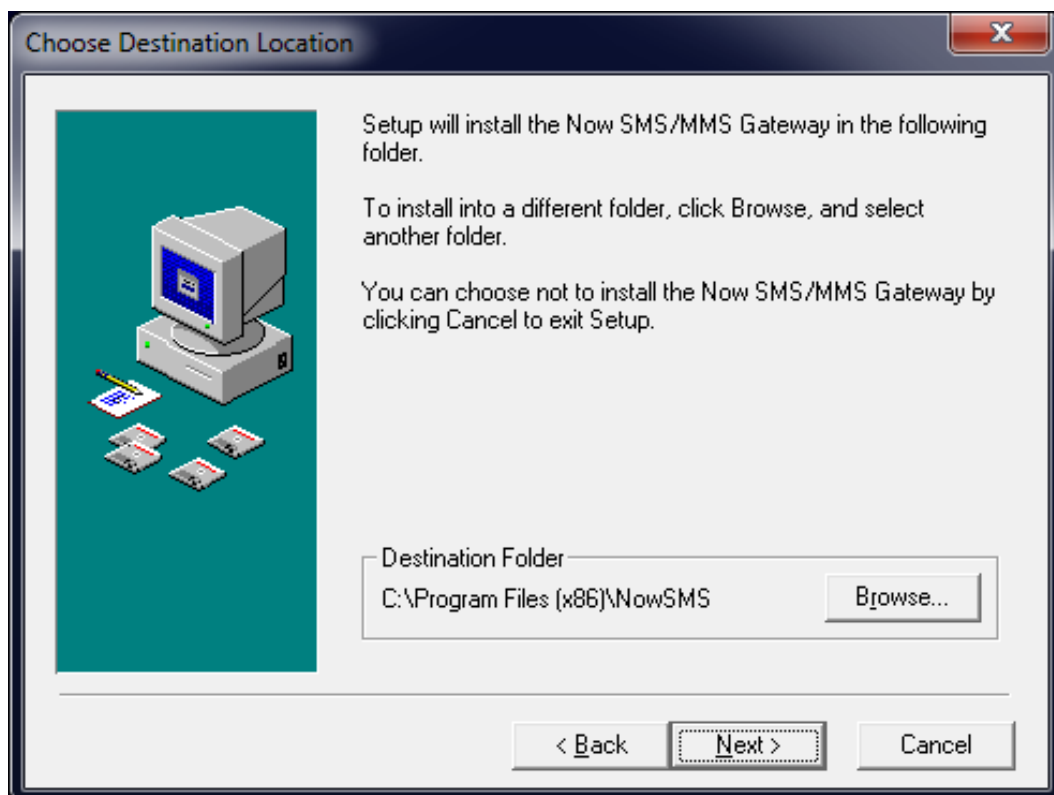 Choose Destination Location
Setup will install the Now SMS/MMS Gateway in the following
folder.
To install into a different folder, click Browse, and select
another folder.
You can choose not to install the Now SMS/MMS Gateway by
clicking Cancel to exit Setup.
Destination Folder
C:\Program Files (x86)\NowSMS
Browse...
< Back
Next >
Cancel